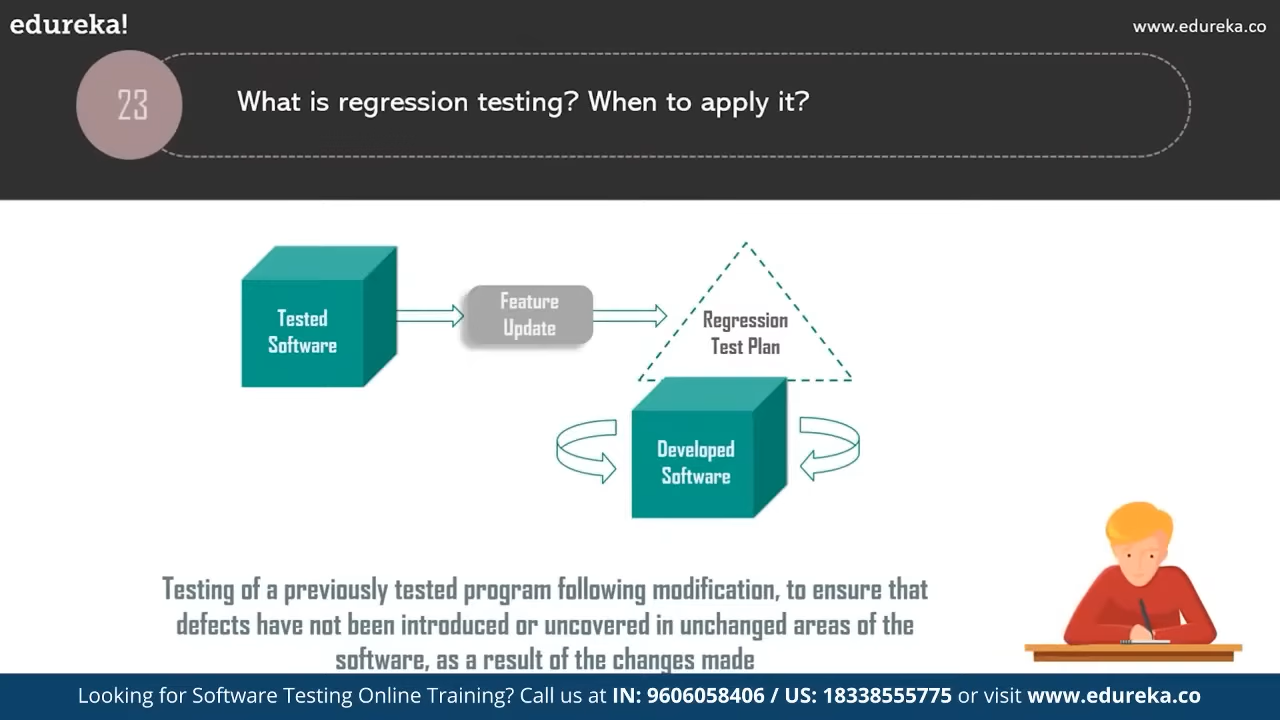 edureka!
www.edureka.co
23
What is regression testing? When to apply it?
Tested
Software
Feature
Update
Regression
Test Plan
Developed
Software
Testing of a previously tested program following modification, to ensure that
defects have not been introduced or uncovered in unchanged areas of the
software, as a result of the changes made
Looking for Software Testing Online Training? Call us at IN: 9606058406 / US: 18338555775 or visit www.edureka.co